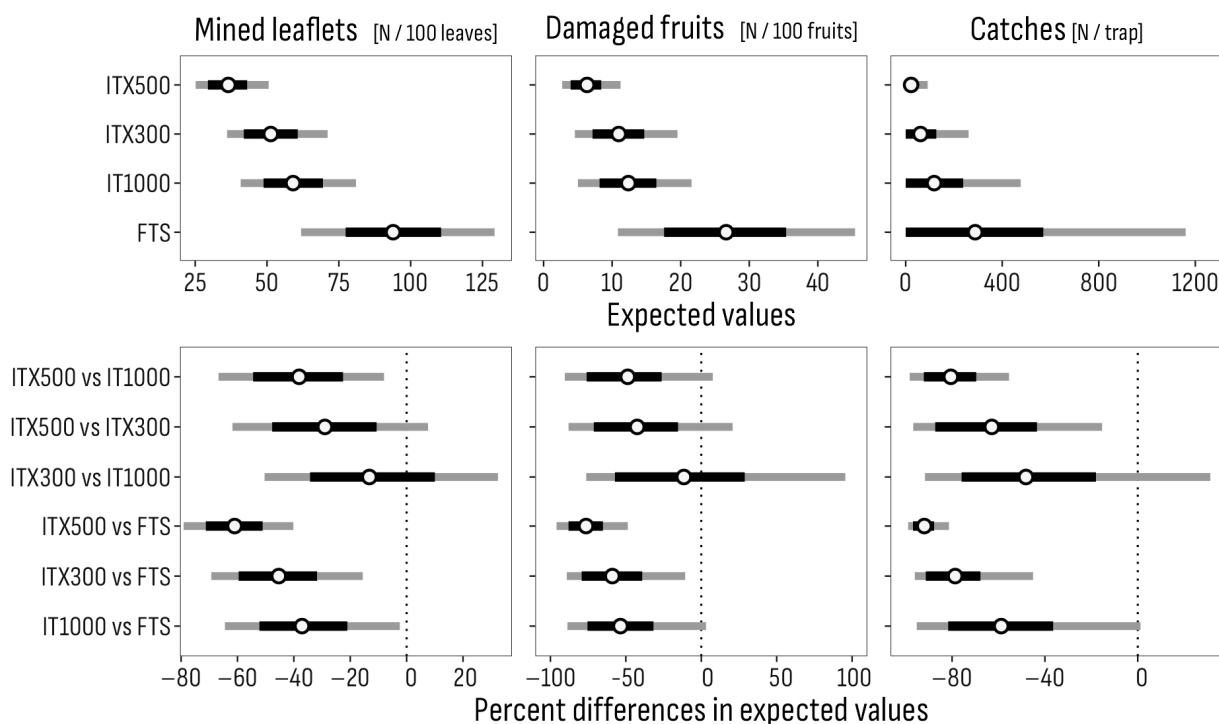 Mined leaflets [N / 100 leaves]
Damaged fruits [N / 100 fruits]
Catches [N / trap]
ITX500
ITX300
IT1000
FTS
25 50 75 100 125
0 10 20 30 40
0 400 800 1200
Expected values
ITX500 vs IT1000
ITX500 vs ITX300
ITX300 vs IT1000
ITX500 vs FTS
ITX300 vs FTS
IT1000 vs FTS
−80 −60 −40 −20 0 20
−100 −50 0 50 100
−80 −40 0
Percent differences in expected values